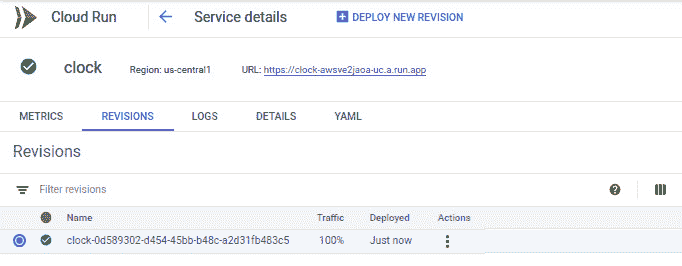 Cloud Run Service details DEPLOY NEW REVISION
clock Region: us-central1 URL: https://clock-awsve2jaoa-uc.a.run.app
METRICS REVISIONS LOGS DETAILS YAML
Revisions
Filter revisions
Name Traffic Deployed Actions
clock-0d589302-d454-45bb-b48c-a2d31fb483c5 100% Just now